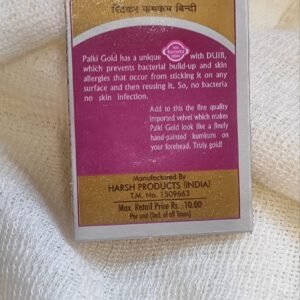 स्टिकर कुमकुम बिन्दी
Palki Gold has a unique with DUIB,
which prevents bacterial build-up and skin
allergies that occur from sticking it on any
surface and then reusing it. So, no bacteria
no skin infection.
Add to this the fine quality
imported velvet which makes
Palki Gold look like a finely
hand-painted kumkum on
your forehead. Truly gold!
Manufactured By
HARSH PRODUCTS (INDIA)
T.M. No. 1509663
Max. Retail Price Rs. 10.00
Per unit (Incl. of all Taxes)